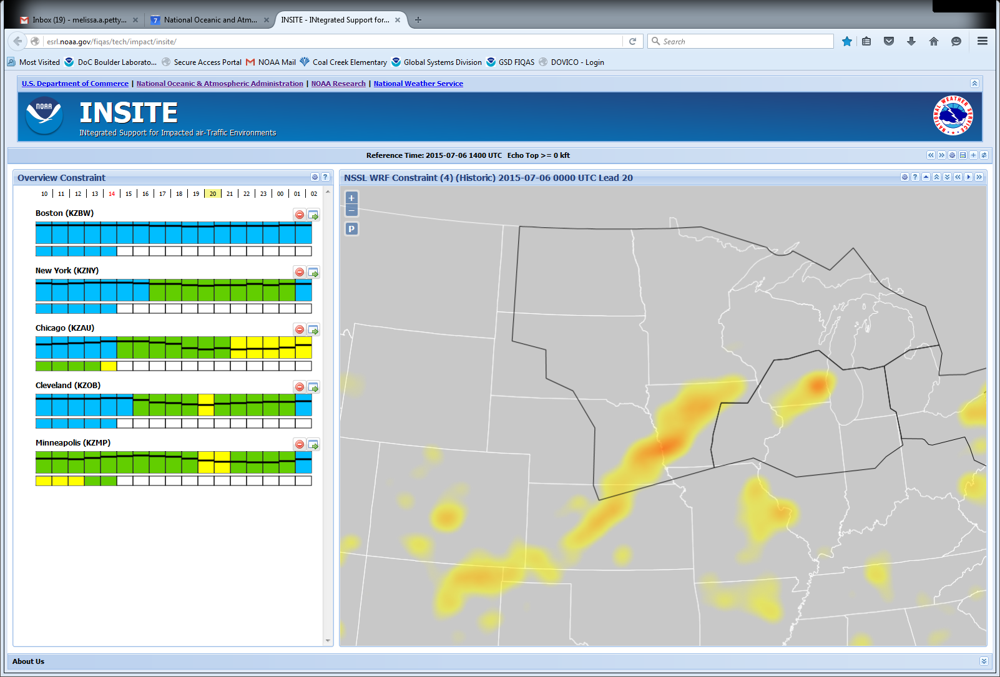 Inbox (19) - melissa.a.petty...
National Oceanic and Atm...
INSITE - INtegrated Support for...
esrl.noaa.gov/fiqas/tech/impact/insite/
Search
Most Visited
DoC Boulder Laborato...
Secure Access Portal
NOAA Mail
Coal Creek Elementary
Global Systems Division
GSD FIQAS
DOVICO - Login
U.S. Department of Commerce | National Oceanic & Atmospheric Administration | NOAA Research | National Weather Service
NOAA
INSITE
INtegrated Support for Impacted air-Traffic Environments
NATIONAL WEATHER SERVICE
Reference Time: 2015-07-06 1400 UTC Echo Top >= 0 kft
Overview Constraint
10 11 12 13 14 15 16 17 18 19 20 21 22 23 00 01 02
Boston (KZBW)
New York (KZNY)
Chicago (KZAU)
Cleveland (KZOB)
Minneapolis (KZMP)
NSSL WRF Constraint (4) (Historic) 2015-07-06 0000 UTC Lead 20
+
−
P
About Us